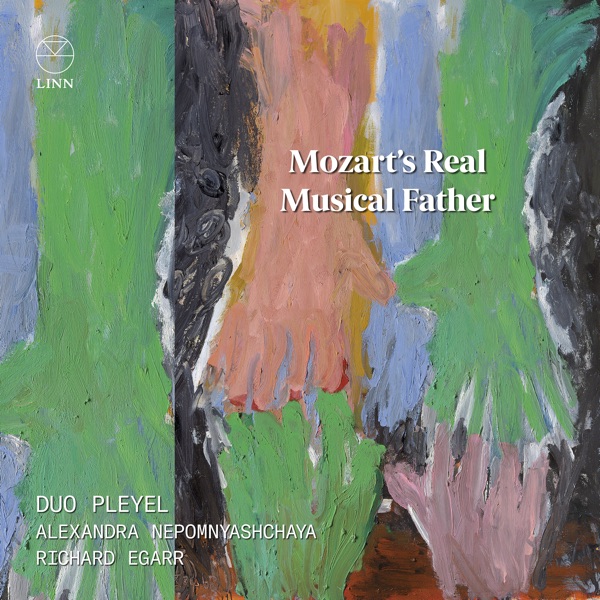 LINN
Mozart's Real
Musical Father
DUO PLEYEL
ALEXANDRA NEPOMNYASHCHAYA
RICHARD EGARR